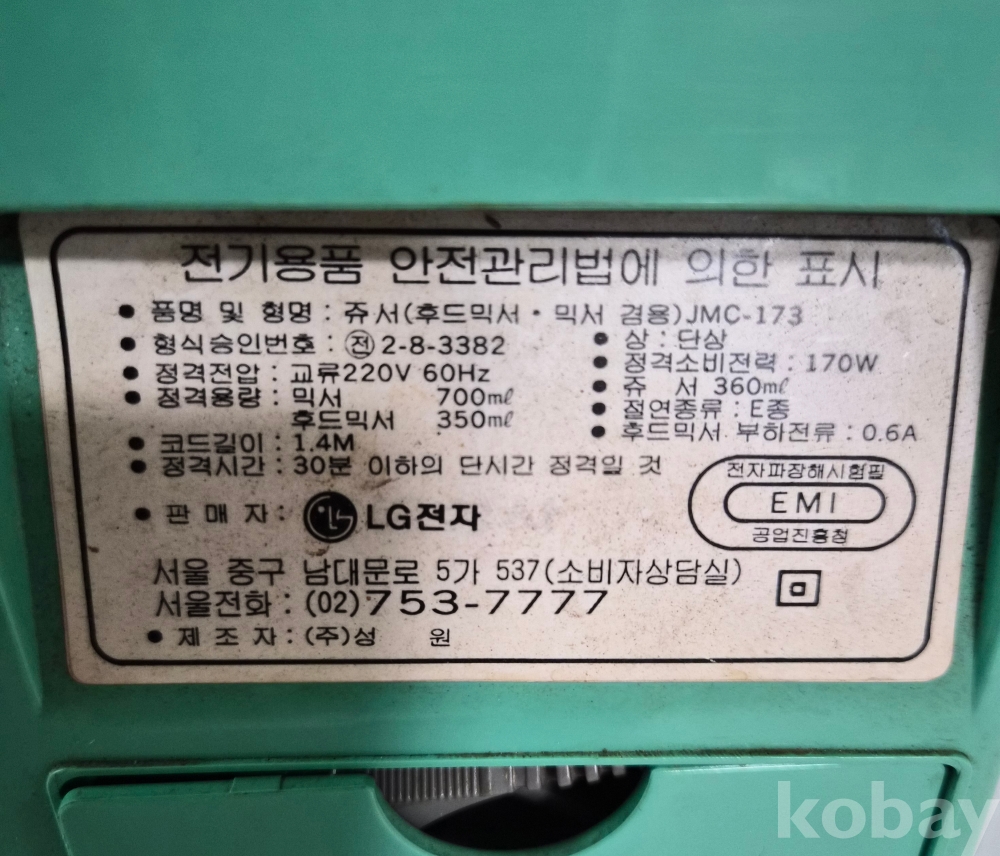 전기용품 안전관리법에 의한 표시
• 품명 및 형명 : 쥬서(후드믹서 · 믹서 겸용)JMC-173
• 형식승인번호 : ㉠전 2-8-3382
• 상 : 단상
• 정격전압 : 교류220V 60Hz
• 정격소비전력 : 170W
• 정격용량 : 믹서 700㎖
• 쥬 서 360㎖
후드믹서 350㎖
• 절연종류 : E종
• 코드길이 : 1.4M
• 후드믹서 부하전류 : 0.6A
• 정격시간 : 30분 이하의 단시간 정격일 것
전자파장해시험필
EMI
공업진흥청
• 판 매 자 : LG전자
서울 중구 남대문로 5가 537(소비자상담실)
서울전화 : (02)753-7777
• 제 조 자 : (주)성 원
kobay